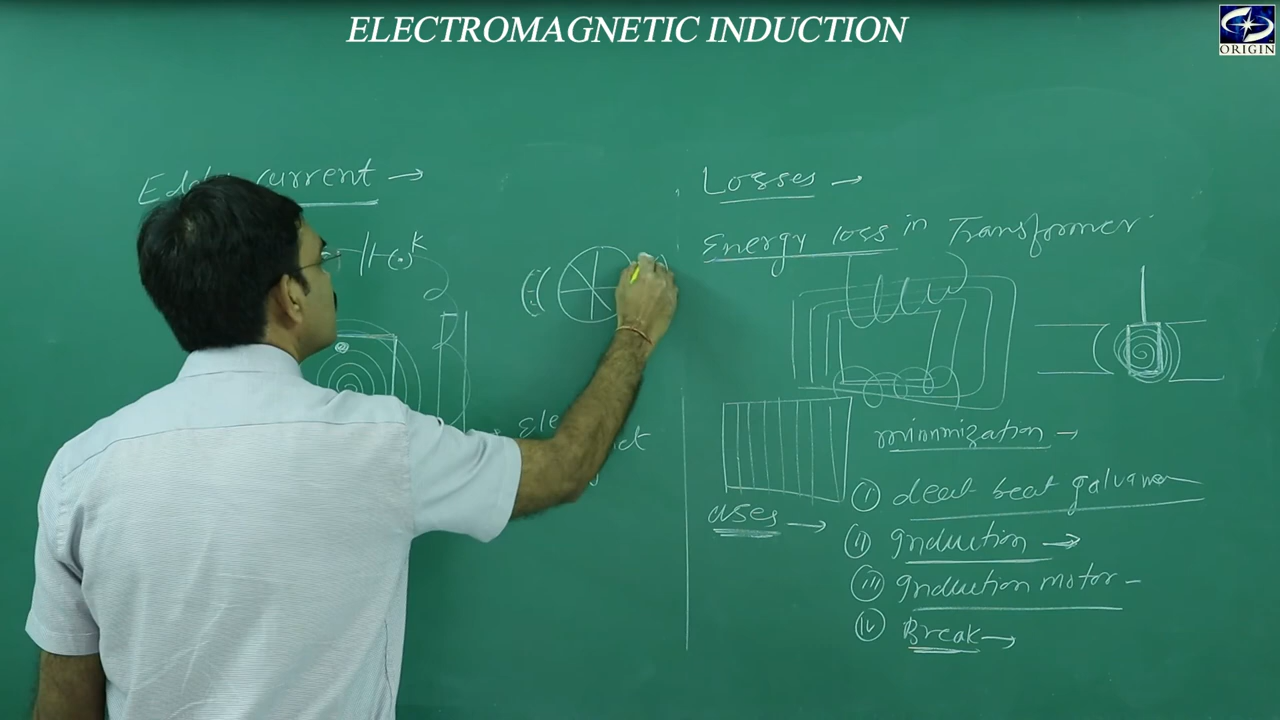 ELECTROMAGNETIC INDUCTION
ORIGIN
Eddy current →
K
Losses →
Energy loss in Transformer
minimization →
uses →
(i) dead beat galvano
(ii) Induction →
(iii) Induction motor –
(iv) Break →